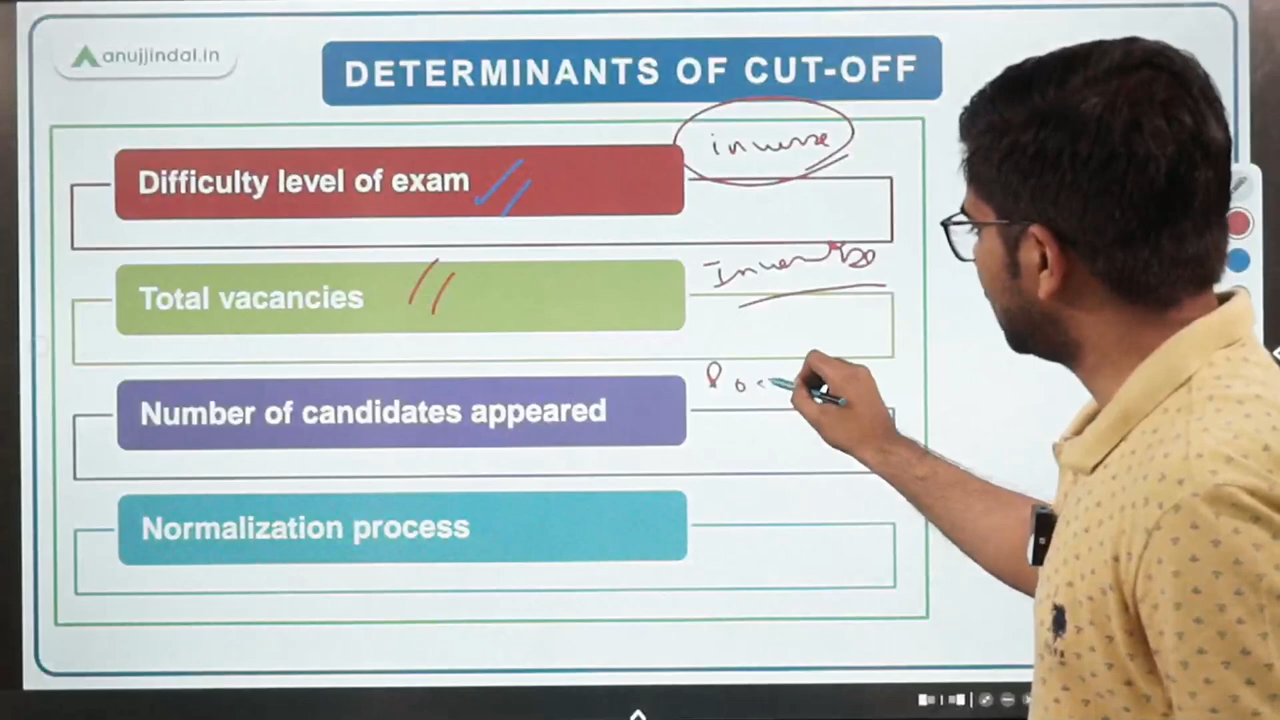 anujjindal.in
DETERMINANTS OF CUT-OFF
inverse
Difficulty level of exam
Total vacancies
Number of candidates appeared
Normalization process